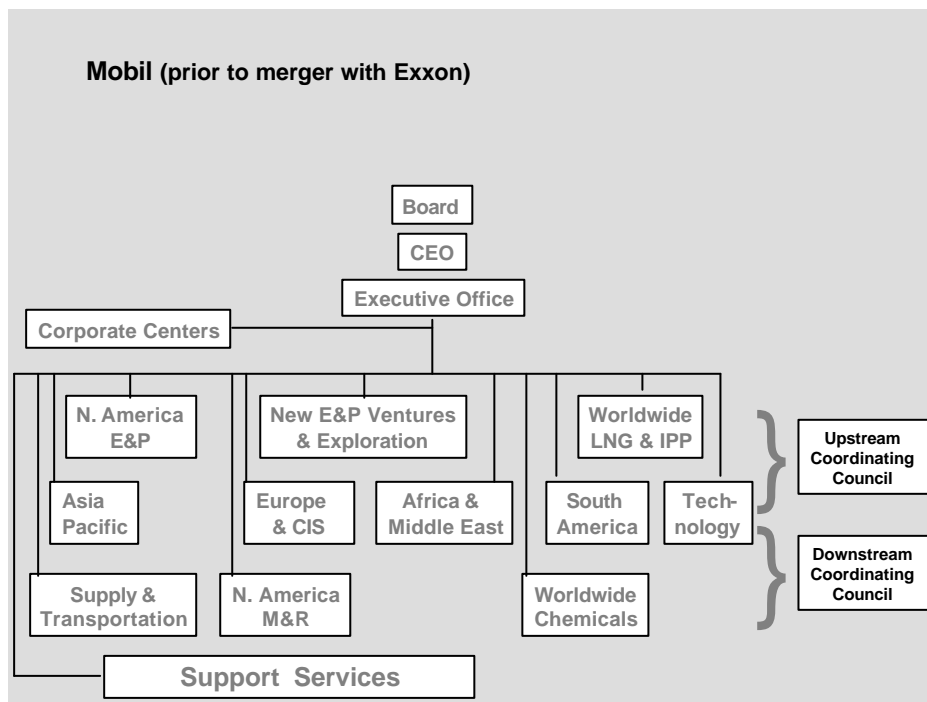 Mobil (prior to merger with Exxon)
Board
CEO
Executive Office
Corporate Centers
N. America
E&P
New E&P Ventures
& Exploration
Worldwide
LNG & IPP
Upstream
Coordinating
Council
Asia
Pacific
Europe
& CIS
Africa &
Middle East
South
America
Tech-
nology
Downstream
Coordinating
Council
Supply &
Transportation
N. America
M&R
Worldwide
Chemicals
Support Services